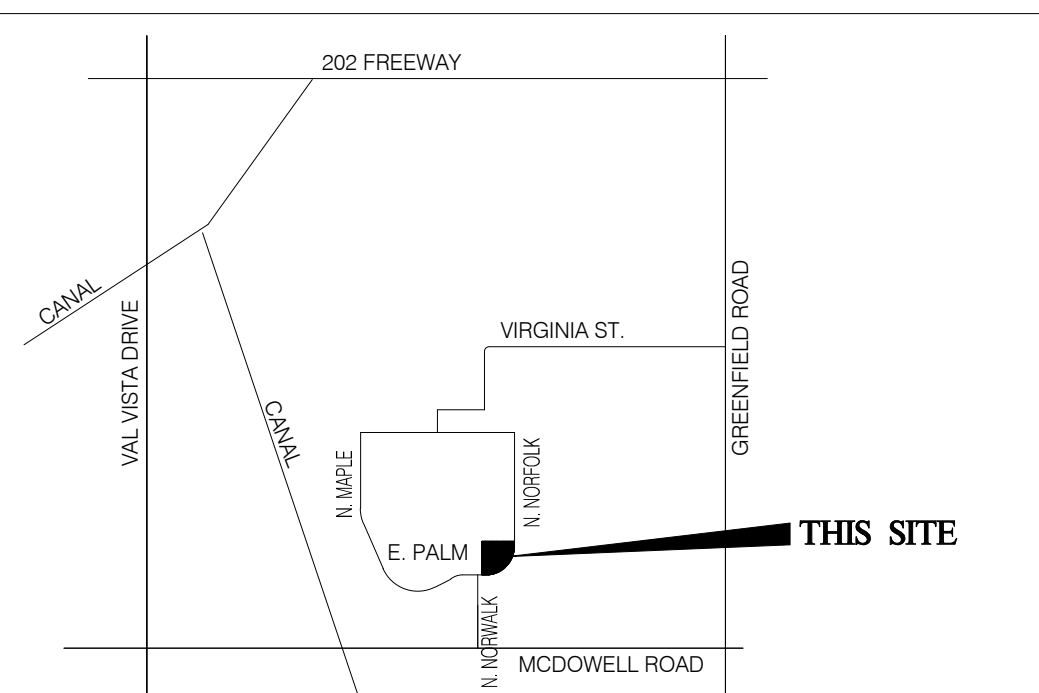 202 FREEWAY
CANAL
VAL VISTA DRIVE
GREENFIELD ROAD
VIRGINIA ST.
CANAL
N. MAPLE
N. NORFOLK
THIS SITE
E. PALM
N. NORWALK
MCDOWELL ROAD